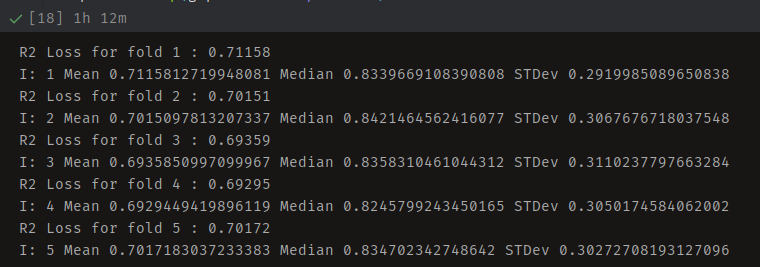 [18] 1h 12m
R2 Loss for fold 1 : 0.71158
I: 1 Mean 0.7115812719948081 Median 0.8339669108390808 STDev 0.2919985089650838
R2 Loss for fold 2 : 0.70151
I: 2 Mean 0.7015097813207337 Median 0.8421464562416077 STDev 0.3067676718037548
R2 Loss for fold 3 : 0.69359
I: 3 Mean 0.6935850997099967 Median 0.8358310461044312 STDev 0.3110237797663284
R2 Loss for fold 4 : 0.69295
I: 4 Mean 0.6929449419896119 Median 0.8245799243450165 STDev 0.3050174584062002
R2 Loss for fold 5 : 0.70172
I: 5 Mean 0.7017183037233383 Median 0.834702342748642 STDev 0.30272708193127096